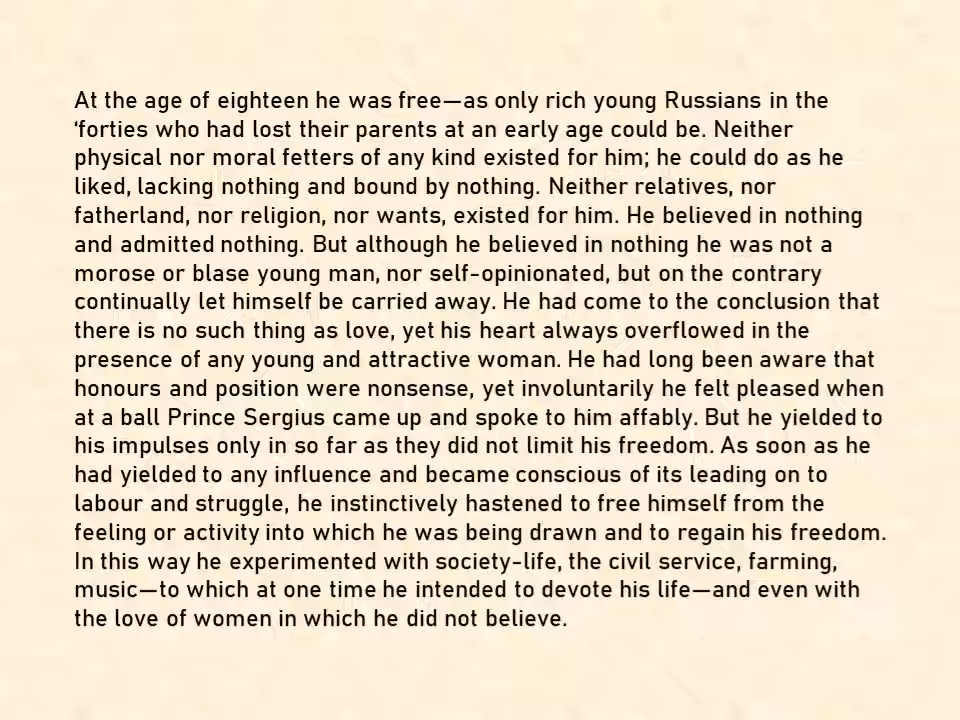 At the age of eighteen he was free—as only rich young Russians in the
‘forties who had lost their parents at an early age could be. Neither
physical nor moral fetters of any kind existed for him; he could do as he
liked, lacking nothing and bound by nothing. Neither relatives, nor
fatherland, nor religion, nor wants, existed for him. He believed in nothing
and admitted nothing. But although he believed in nothing he was not a
morose or blase young man, nor self-opinionated, but on the contrary
continually let himself be carried away. He had come to the conclusion that
there is no such thing as love, yet his heart always overflowed in the
presence of any young and attractive woman. He had long been aware that
honours and position were nonsense, yet involuntarily he felt pleased when
at a ball Prince Sergius came up and spoke to him affably. But he yielded to
his impulses only in so far as they did not limit his freedom. As soon as he
had yielded to any influence and became conscious of its leading on to
labour and struggle, he instinctively hastened to free himself from the
feeling or activity into which he was being drawn and to regain his freedom.
In this way he experimented with society-life, the civil service, farming,
music—to which at one time he intended to devote his life—and even with
the love of women in which he did not believe.